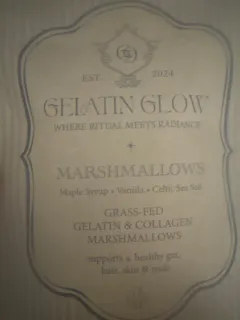 EST. 2024
GELATIN GLOW
WHERE RITUAL MEETS RADIANCE
MARSHMALLOWS
Maple Syrup • Vanilla • Celtic Sea Salt
GRASS-FED
GELATIN & COLLAGEN
MARSHMALLOWS
supports a healthy gut,
hair, skin & nails